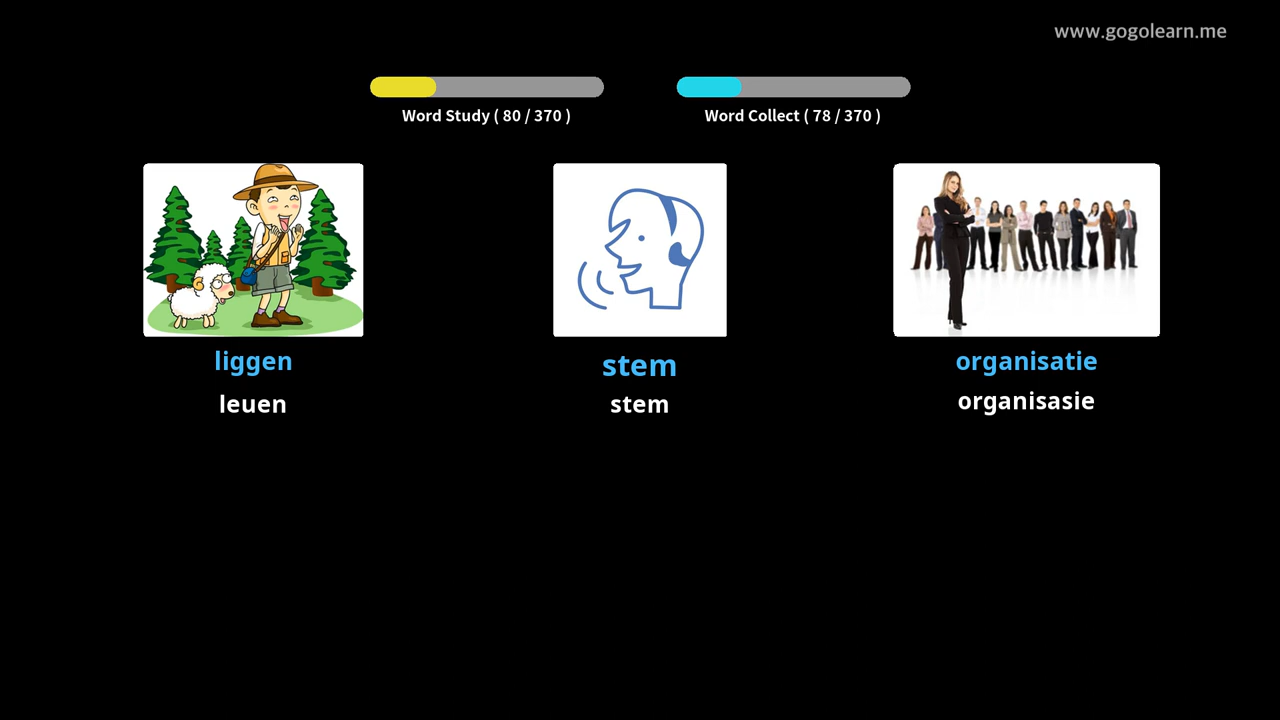 www.gogolearn.me
Word Study ( 80 / 370 )
Word Collect ( 78 / 370 )
liggen
stem
organisatie
leuen
stem
organisasie